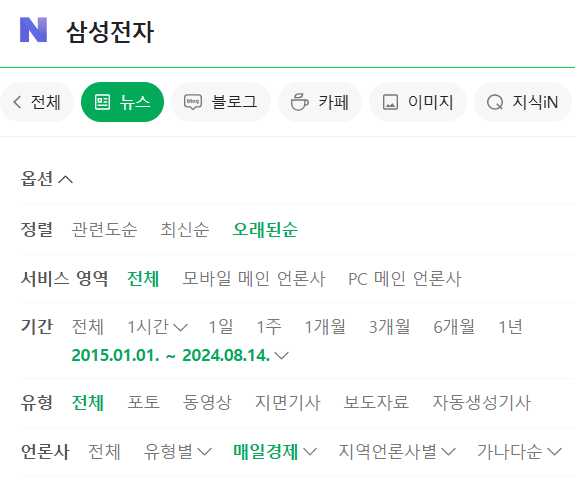 N 삼성전자
전체 뉴스 blog 블로그 카페 이미지 지식iN
옵션
정렬 관련도순 최신순 오래된순
서비스 영역 전체 모바일 메인 언론사 PC 메인 언론사
기간 전체 1시간 1일 1주 1개월 3개월 6개월 1년
2015.01.01. ~ 2024.08.14.
유형 전체 포토 동영상 지면기사 보도자료 자동생성기사
언론사 전체 유형별 매일경제 지역언론사별 가나다순